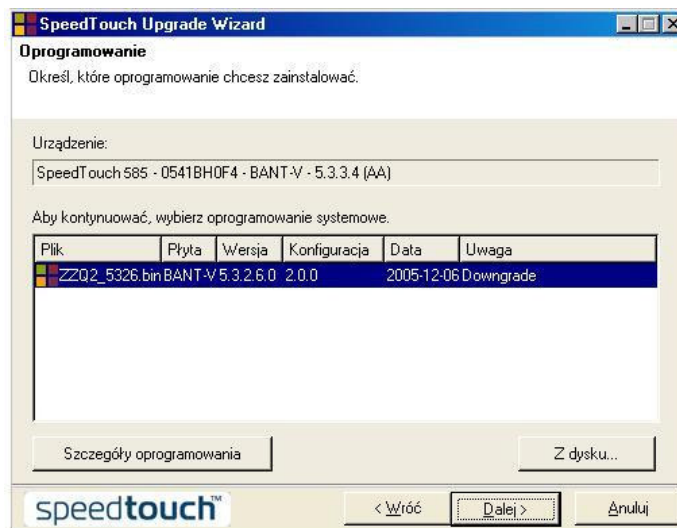 SpeedTouch Upgrade Wizard
Oprogramowanie
Określ, które oprogramowanie chcesz zainstalować.
Urządzenie:
SpeedTouch 585 - 0541BH0F4 - BANT-V - 5.3.3.4 (AA)
Aby kontynuować, wybierz oprogramowanie systemowe.
Plik Płyta Wersja Konfiguracja Data Uwaga
ZZQ2_5326.bin BANT-V 5.3.2.6.0 2.0.0 2005-12-06 Downgrade
Szczegóły oprogramowania Z dysku...
speedtouch™ < Wróć Dalej > Anuluj